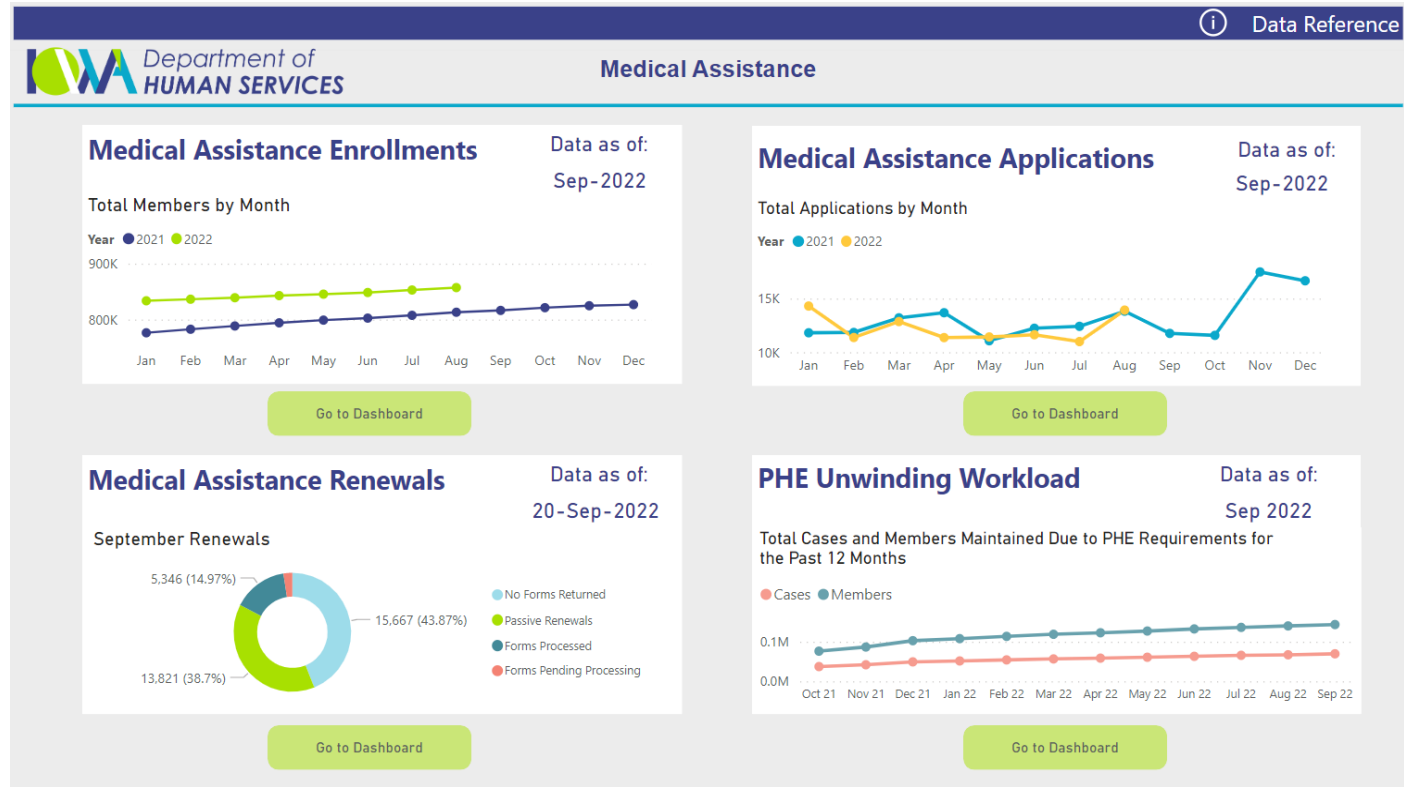 i Data Reference
IOWA Department of
HUMAN SERVICES
Medical Assistance
Medical Assistance Enrollments
Data as of:
Sep-2022
Total Members by Month
Year 2021 2022
900K
800K
Jan Feb Mar Apr May Jun Jul Aug Sep Oct Nov Dec
Go to Dashboard
Medical Assistance Applications
Data as of:
Sep-2022
Total Applications by Month
Year 2021 2022
15K
10K
Jan Feb Mar Apr May Jun Jul Aug Sep Oct Nov Dec
Go to Dashboard
Medical Assistance Renewals
Data as of:
20-Sep-2022
September Renewals
5,346 (14.97%)
15,667 (43.87%)
13,821 (38.7%)
No Forms Returned
Passive Renewals
Forms Processed
Forms Pending Processing
Go to Dashboard
PHE Unwinding Workload
Data as of:
Sep 2022
Total Cases and Members Maintained Due to PHE Requirements for
the Past 12 Months
Cases Members
0.1M
0.0M
Oct 21 Nov 21 Dec 21 Jan 22 Feb 22 Mar 22 Apr 22 May 22 Jun 22 Jul 22 Aug 22 Sep 22
Go to Dashboard